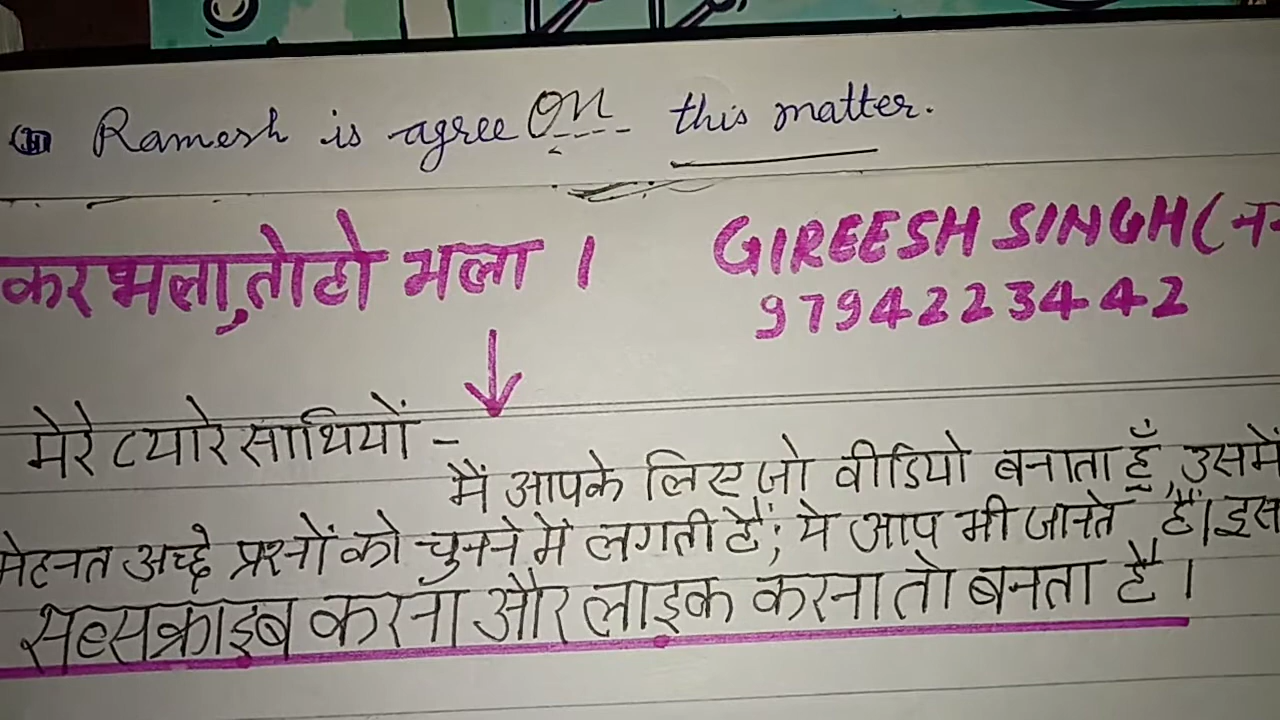 Ramesh is agree on this matter.
कर भला, तो हो भला ।
GIREESH SINGH (
9794223442
मेरे प्यारे साथियों -
मैं आपके लिए जो वीडियो बनाता हूँ, उसमें
मेहनत अच्छे प्रश्नों को चुनने में लगती है; ये आप भी जानते हैं। इस
सब्सक्राइब करना और लाइक करना तो बनता है ।